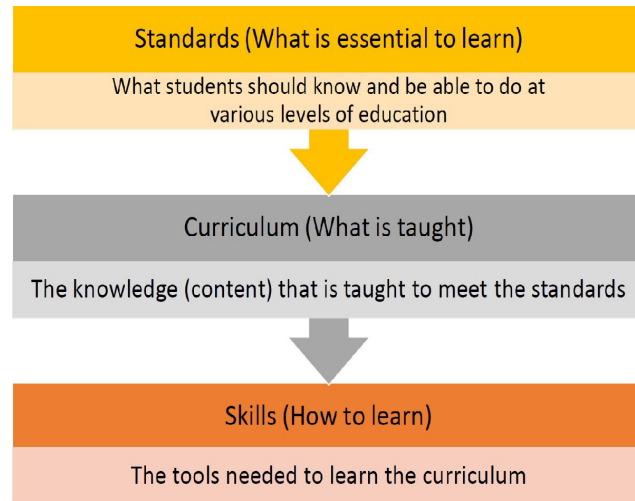 Standards (What is essential to learn)
What students should know and be able to do at
various levels of education
Curriculum (What is taught)
The knowledge (content) that is taught to meet the standards
Skills (How to learn)
The tools needed to learn the curriculum